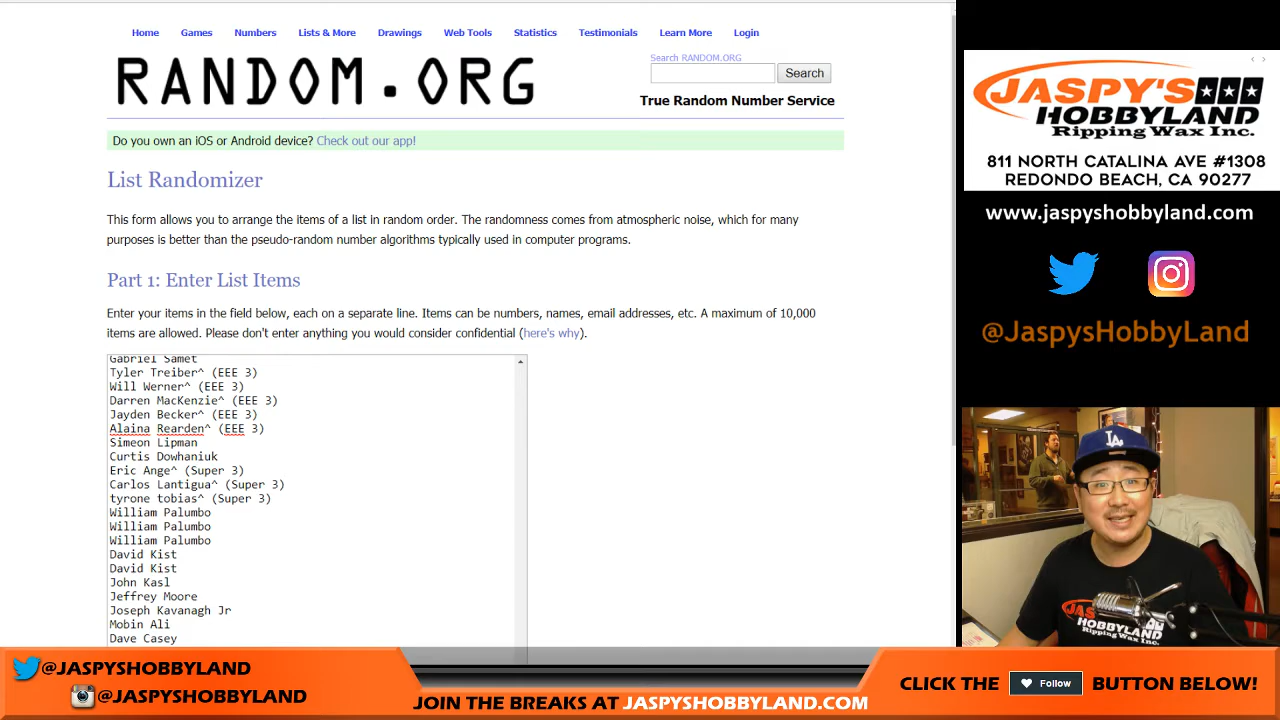 Home Games Numbers Lists & More Drawings Web Tools Statistics Testimonials Learn More Login
RANDOM.ORG
Search RANDOM.ORG
Search
True Random Number Service
Do you own an iOS or Android device? Check out our app!
List Randomizer
This form allows you to arrange the items of a list in random order. The randomness comes from atmospheric noise, which for many
purposes is better than the pseudo-random number algorithms typically used in computer programs.
Part 1: Enter List Items
Enter your items in the field below, each on a separate line. Items can be numbers, names, email addresses, etc. A maximum of 10,000
items are allowed. Please don't enter anything you would consider confidential (here's why).
Gabriel Samet
Tyler Treiber^ (EEE 3)
Will Werner^ (EEE 3)
Darren MacKenzie^ (EEE 3)
Jayden Becker^ (EEE 3)
Alaina Rearden^ (EEE 3)
Simeon Lipman
Curtis Dowhaniuk
Eric Ange^ (Super 3)
Carlos Lantigua^ (Super 3)
tyrone tobias^ (Super 3)
William Palumbo
William Palumbo
William Palumbo
David Kist
David Kist
John Kasl
Jeffrey Moore
Joseph Kavanagh Jr
Mobin Ali
Dave Casey
JASPY'S
HOBBYLAND
Ripping Wax Inc.
811 NORTH CATALINA AVE #1308
REDONDO BEACH, CA 90277
www.jaspyshobbyland.com
@JaspysHobbyLand
LA
JASPY'S
HOBBYLAND
Ripping Wax Inc.
@JASPYSHOBBYLAND
@JASPYSHOBBYLAND
JOIN THE BREAKS AT JASPYSHOBBYLAND.COM
CLICK THE Follow BUTTON BELOW!